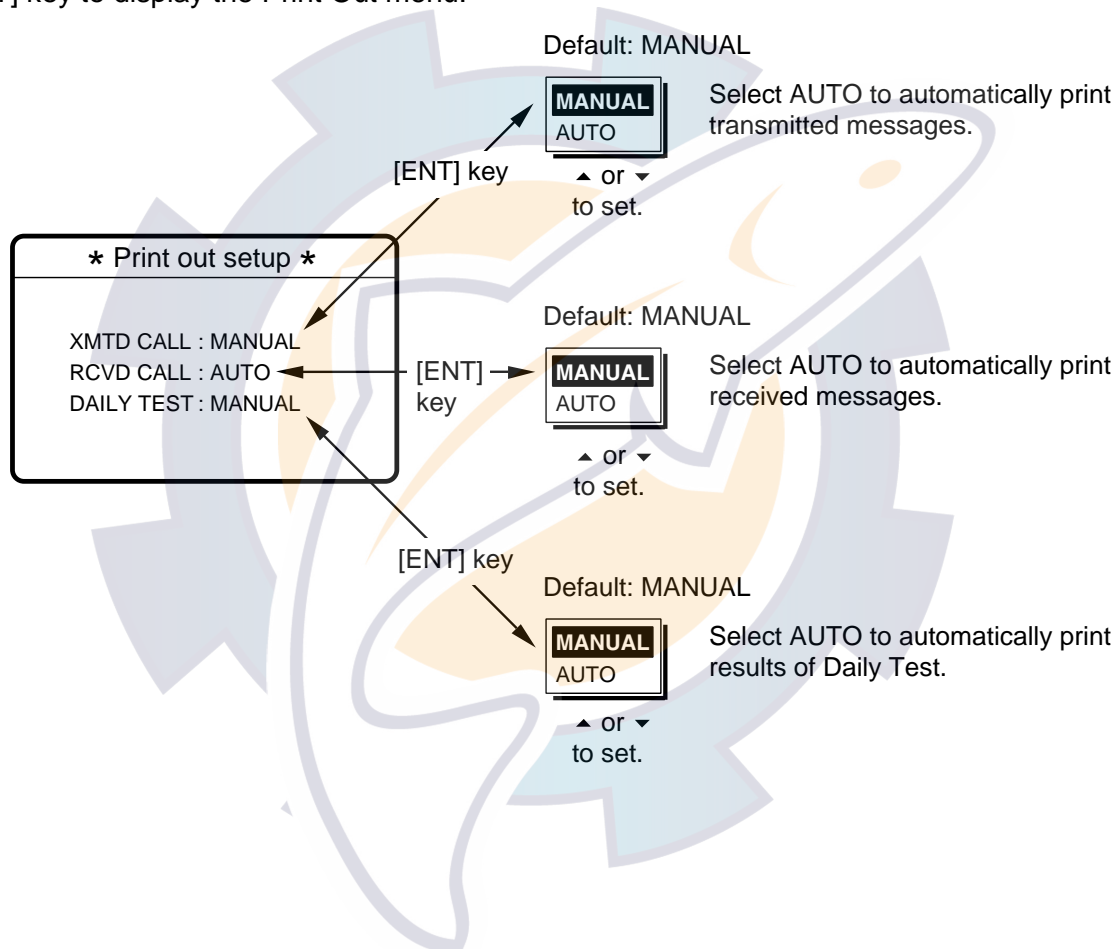 ] key to display the Print Out menu.
Default: MANUAL
MANUAL
AUTO
▲ or ▼
to set.
Select AUTO to automatically print
transmitted messages.
[ENT] key
* Print out setup *
XMTD CALL : MANUAL
RCVD CALL : AUTO
DAILY TEST : MANUAL
[ENT]
key
Default: MANUAL
MANUAL
AUTO
▲ or ▼
to set.
Select AUTO to automatically print
received messages.
[ENT] key
Default: MANUAL
MANUAL
AUTO
▲ or ▼
to set.
Select AUTO to automatically print
results of Daily Test.